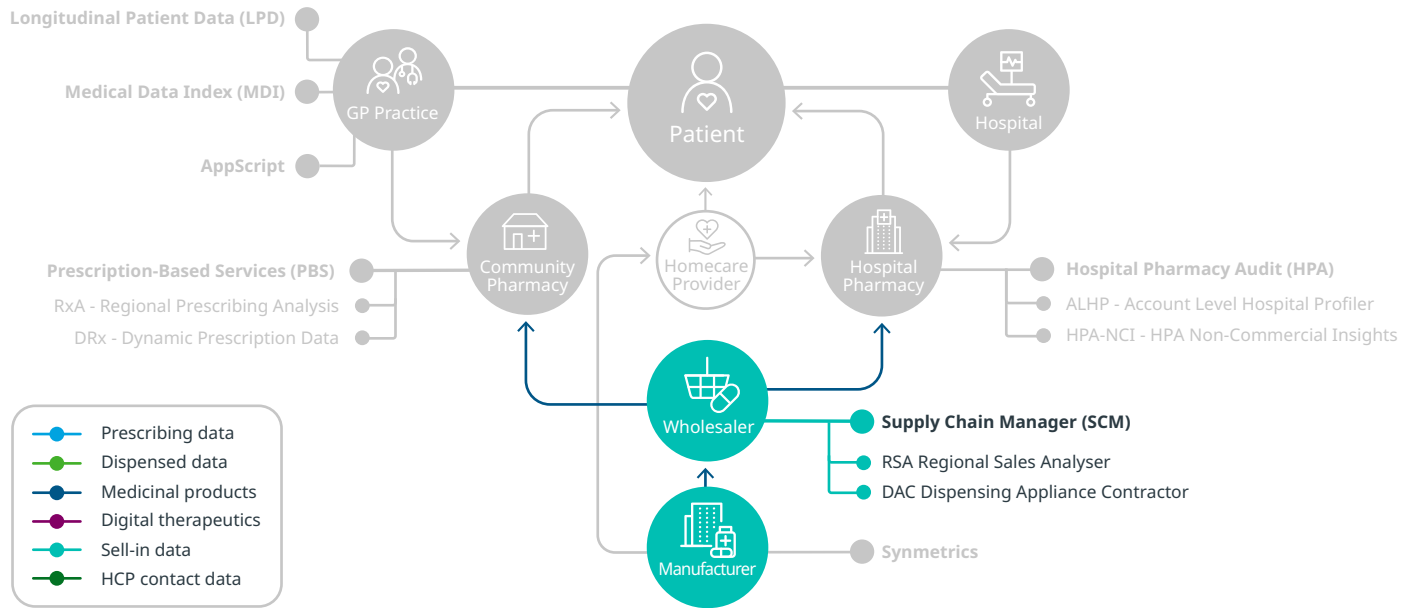 Longitudinal Patient Data (LPD)
Medical Data Index (MDI)
AppScript
GP Practice
Patient
Hospital
Community
Pharmacy
Homecare
Provider
Hospital
Pharmacy
Prescription-Based Services (PBS)
RxA - Regional Prescribing Analysis
DRx - Dynamic Prescription Data
Hospital Pharmacy Audit (HPA)
ALHP - Account Level Hospital Profiler
HPA-NCI - HPA Non-Commercial Insights
Wholesaler
Supply Chain Manager (SCM)
RSA Regional Sales Analyser
DAC Dispensing Appliance Contractor
Manufacturer
Synmetrics
Prescribing data
Dispensed data
Medicinal products
Digital therapeutics
Sell-in data
HCP contact data